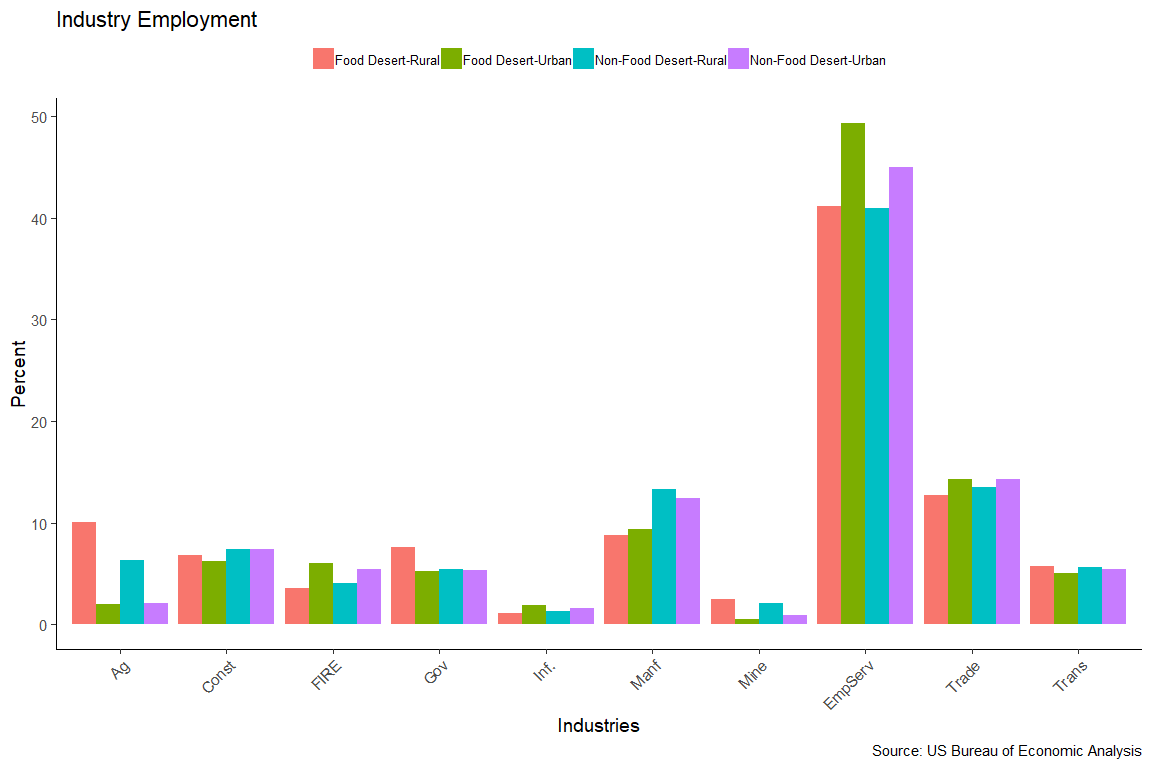 Industry Employment
Food Desert-Rural Food Desert-Urban Non-Food Desert-Rural Non-Food Desert-Urban
50
40
30
20
10
0
Percent
Ag Const FIRE Gov Inf. Manf Mine EmpServ Trade Trans
Industries
Source: US Bureau of Economic Analysis